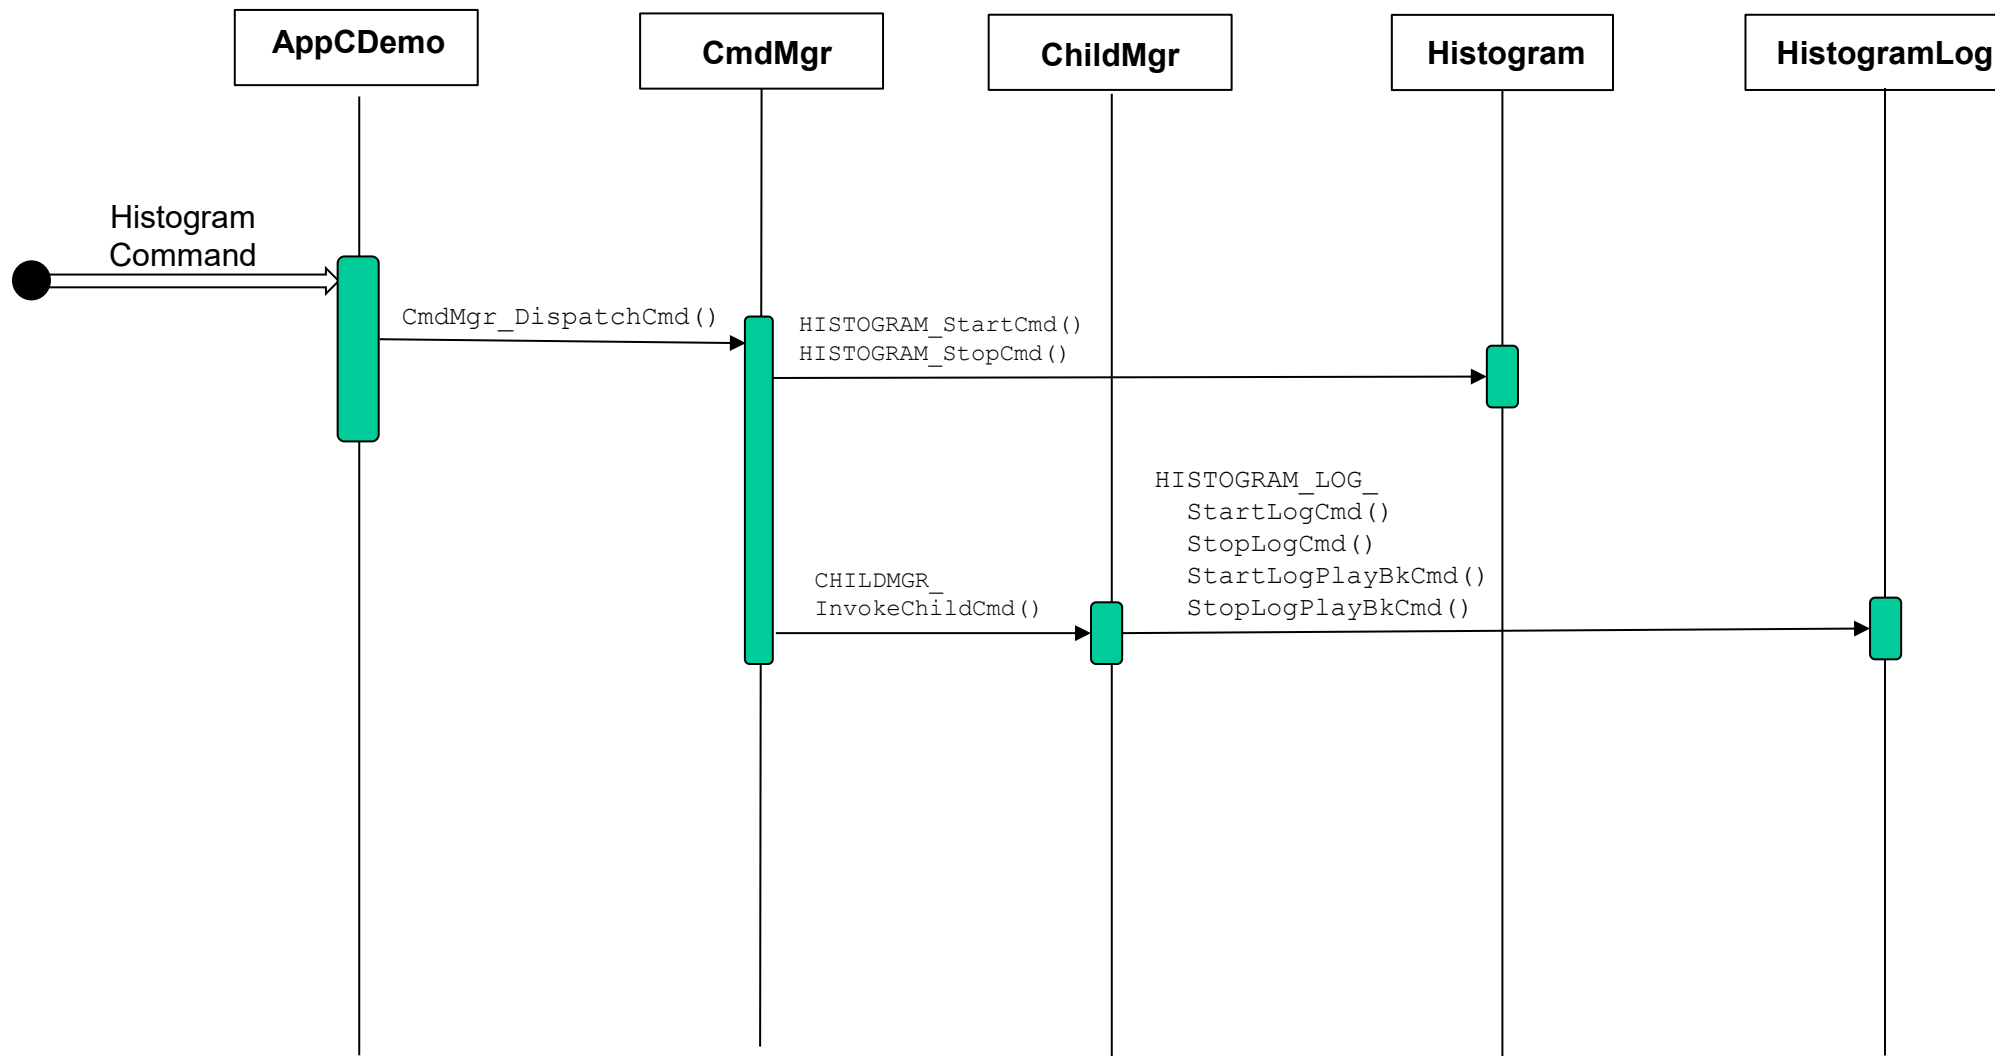 AppCDemo
CmdMgr
ChildMgr
Histogram
HistogramLog
Histogram
Command
CmdMgr_DispatchCmd()
HISTOGRAM_StartCmd()
HISTOGRAM_StopCmd()
HISTOGRAM_LOG_
StartLogCmd()
StopLogCmd()
StartLogPlayBkCmd()
StopLogPlayBkCmd()
CHILDMGR_
InvokeChildCmd()